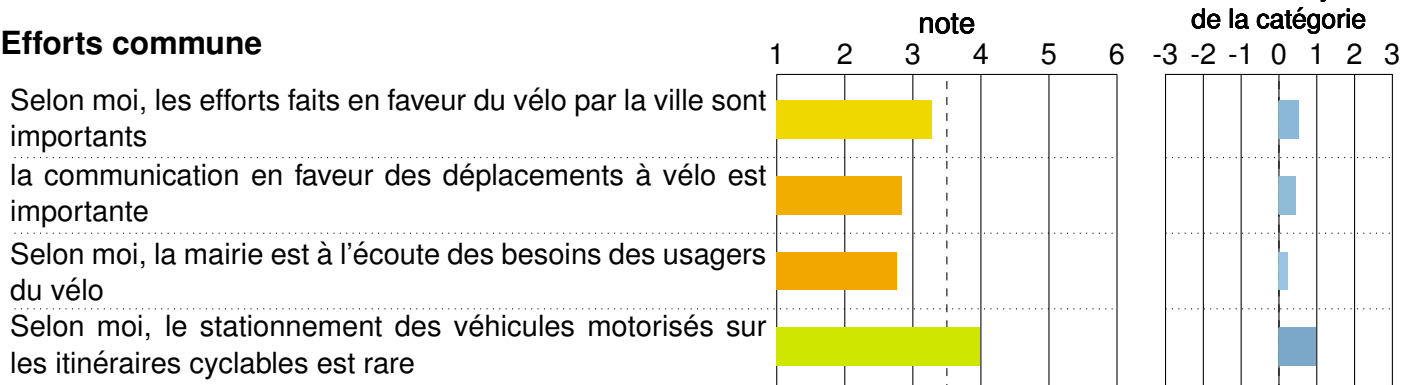 note
de la catégorie
Efforts commune
1 2 3 4 5 6
-3 -2 -1 0 1 2 3
Selon moi, les efforts faits en faveur du vélo par la ville sont
importants
la communication en faveur des déplacements à vélo est
importante
Selon moi, la mairie est à l'écoute des besoins des usagers
du vélo
Selon moi, le stationnement des véhicules motorisés sur
les itinéraires cyclables est rare